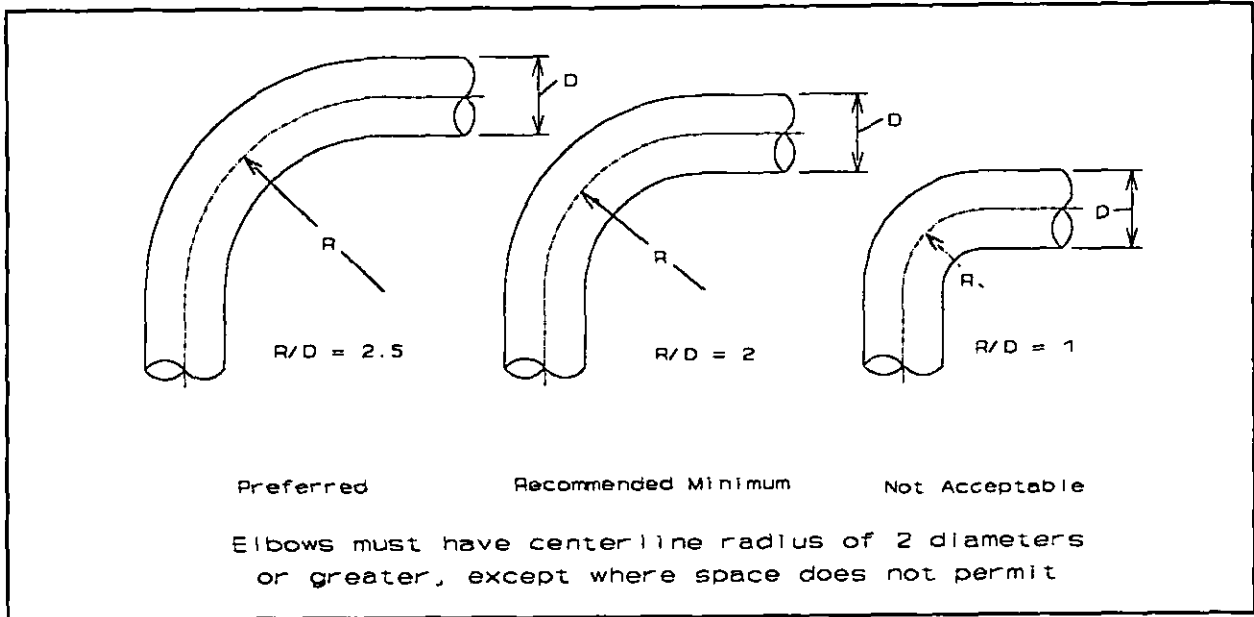 D
D
D
R
R
R
R/D = 2.5
R/D = 2
R/D = 1
Preferred
Recommended Minimum
Not Acceptable
Elbows must have centerline radius of 2 diameters
or greater, except where space does not permit